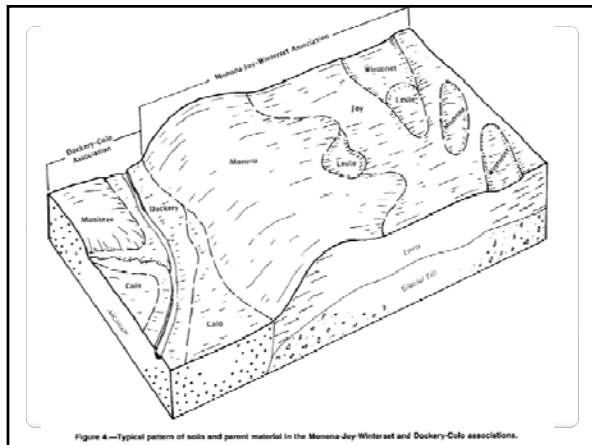 Monona-Joy-Winterset Association
Dockery-Colo
Association
Winterset
Leslie
Joy
Monona
Leslie
Dockery
Moniteau
Colo
Colo
Loess
Glacial Till
Alluvium
Figure 4.—Typical pattern of soils and parent material in the Monona-Joy-Winterset and Dockery-Colo associations.